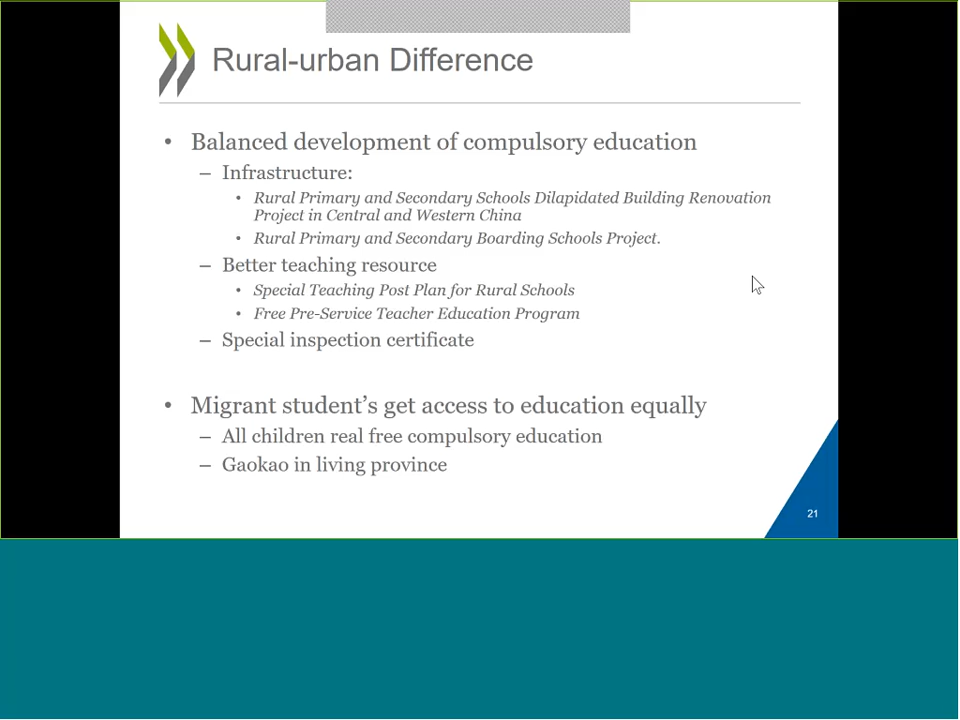 Rural-urban Difference
• Balanced development of compulsory education
– Infrastructure:
• Rural Primary and Secondary Schools Dilapidated Building Renovation
Project in Central and Western China
• Rural Primary and Secondary Boarding Schools Project.
– Better teaching resource
• Special Teaching Post Plan for Rural Schools
• Free Pre-Service Teacher Education Program
– Special inspection certificate
• Migrant student’s get access to education equally
– All children real free compulsory education
– Gaokao in living province
21